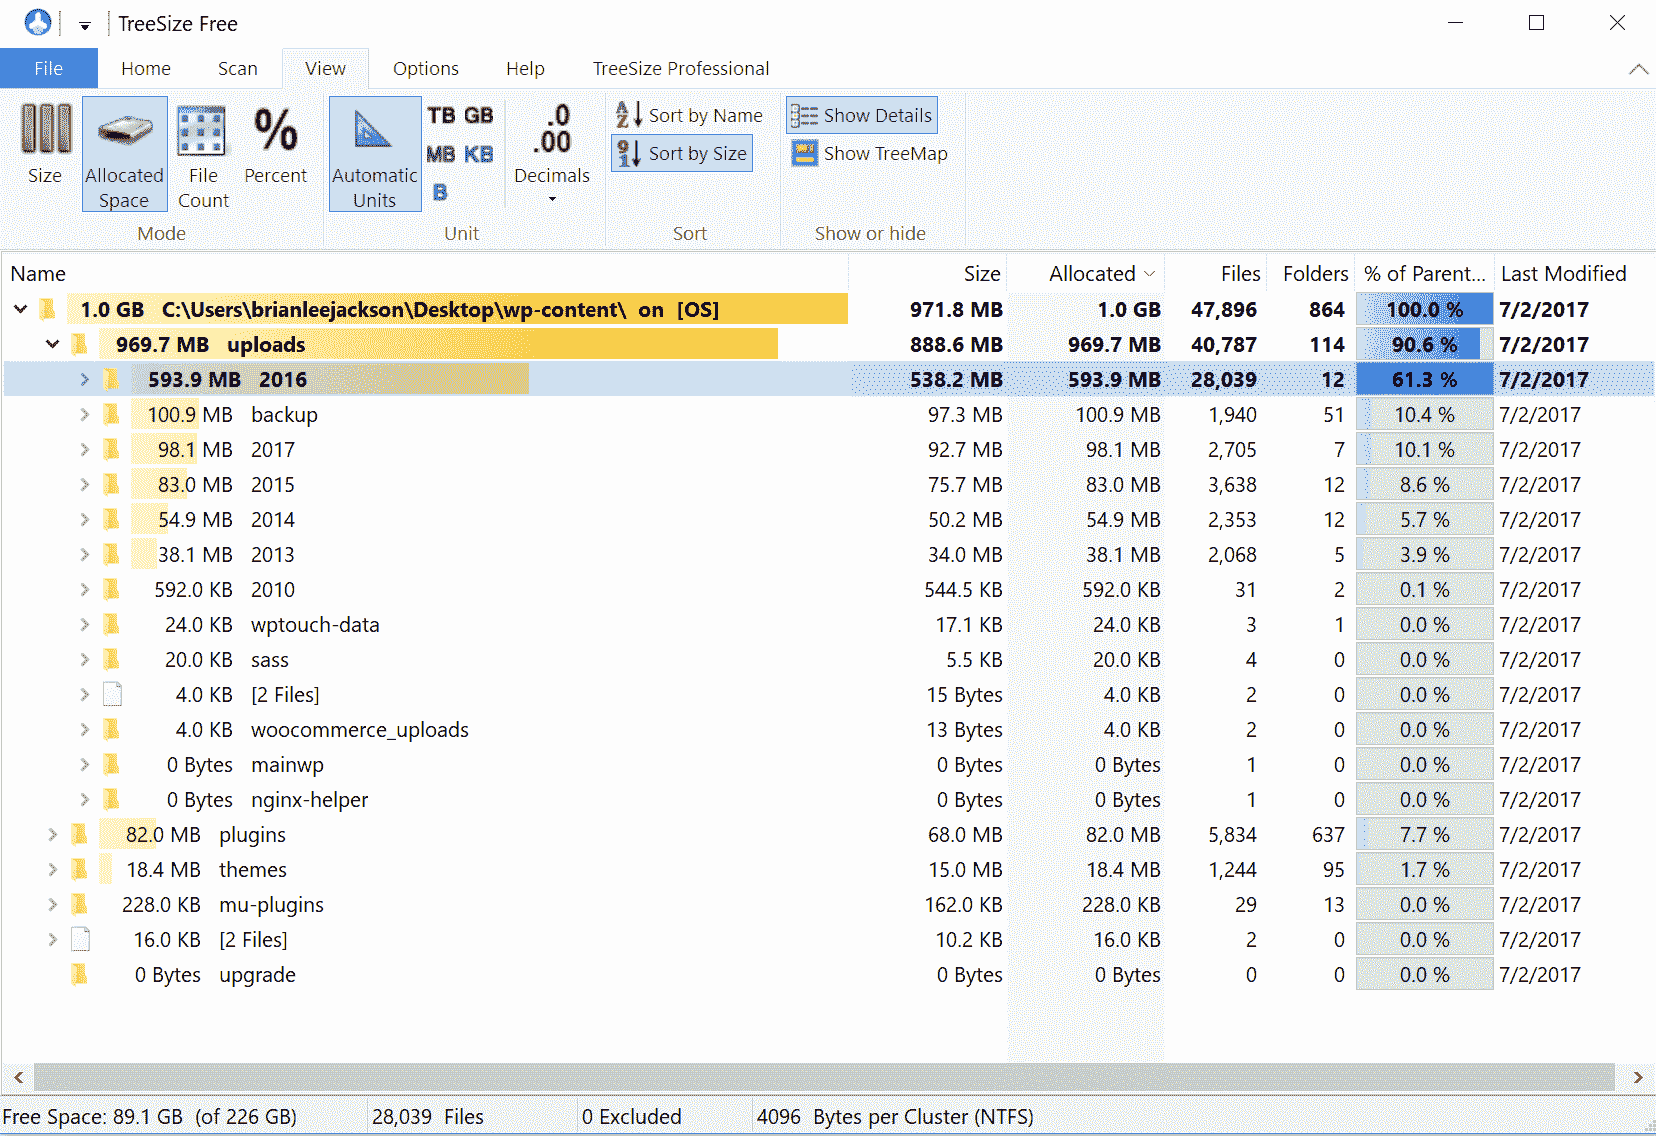 TreeSize Free
File Home Scan View Options Help TreeSize Professional
Size Allocated Space File Count Percent Automatic Units TB GB MB KB B .0 .00 Decimals A Z Sort by Name 9 1 Sort by Size Show Details Show TreeMap
Mode Unit Sort Show or hide
Name Size Allocated Files Folders % of Parent... Last Modified
1.0 GB C:\Users\brianleejackson\Desktop\wp-content\ on [OS] 971.8 MB 1.0 GB 47,896 864 100.0 % 7/2/2017
969.7 MB uploads 888.6 MB 969.7 MB 40,787 114 90.6 % 7/2/2017
593.9 MB 2016 538.2 MB 593.9 MB 28,039 12 61.3 % 7/2/2017
100.9 MB backup 97.3 MB 100.9 MB 1,940 51 10.4 % 7/2/2017
98.1 MB 2017 92.7 MB 98.1 MB 2,705 7 10.1 % 7/2/2017
83.0 MB 2015 75.7 MB 83.0 MB 3,638 12 8.6 % 7/2/2017
54.9 MB 2014 50.2 MB 54.9 MB 2,353 12 5.7 % 7/2/2017
38.1 MB 2013 34.0 MB 38.1 MB 2,068 5 3.9 % 7/2/2017
592.0 KB 2010 544.5 KB 592.0 KB 31 2 0.1 % 7/2/2017
24.0 KB wptouch-data 17.1 KB 24.0 KB 3 1 0.0 % 7/2/2017
20.0 KB sass 5.5 KB 20.0 KB 4 0 0.0 % 7/2/2017
4.0 KB [2 Files] 15 Bytes 4.0 KB 2 0 0.0 % 7/2/2017
4.0 KB woocommerce_uploads 13 Bytes 4.0 KB 2 0 0.0 % 7/2/2017
0 Bytes mainwp 0 Bytes 0 Bytes 1 0 0.0 % 7/2/2017
0 Bytes nginx-helper 0 Bytes 0 Bytes 1 0 0.0 % 7/2/2017
82.0 MB plugins 68.0 MB 82.0 MB 5,834 637 7.7 % 7/2/2017
18.4 MB themes 15.0 MB 18.4 MB 1,244 95 1.7 % 7/2/2017
228.0 KB mu-plugins 162.0 KB 228.0 KB 29 13 0.0 % 7/2/2017
16.0 KB [2 Files] 10.2 KB 16.0 KB 2 0 0.0 % 7/2/2017
0 Bytes upgrade 0 Bytes 0 Bytes 0 0 0.0 % 7/2/2017
Free Space: 89.1 GB (of 226 GB) 28,039 Files 0 Excluded 4096 Bytes per Cluster (NTFS)